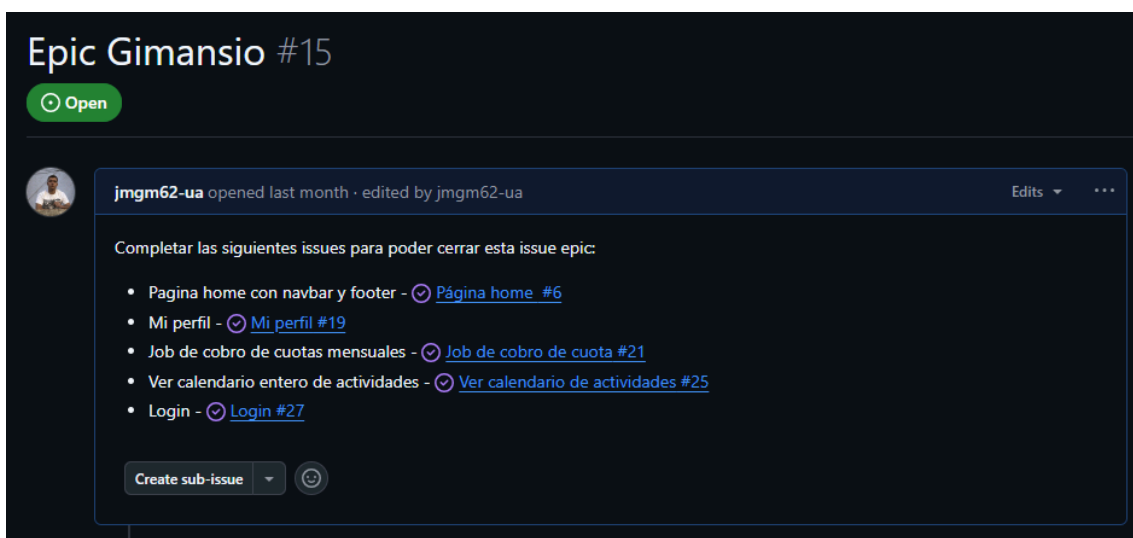 Epic Gimansio #15
Open
jmgm62-ua opened last month · edited by jmgm62-ua Edits
Completar las siguientes issues para poder cerrar esta issue epic:
• Pagina home con navbar y footer - Página home #6
• Mi perfil - Mi perfil #19
• Job de cobro de cuotas mensuales - Job de cobro de cuota #21
• Ver calendario entero de actividades - Ver calendario de actividades #25
• Login - Login #27
Create sub-issue